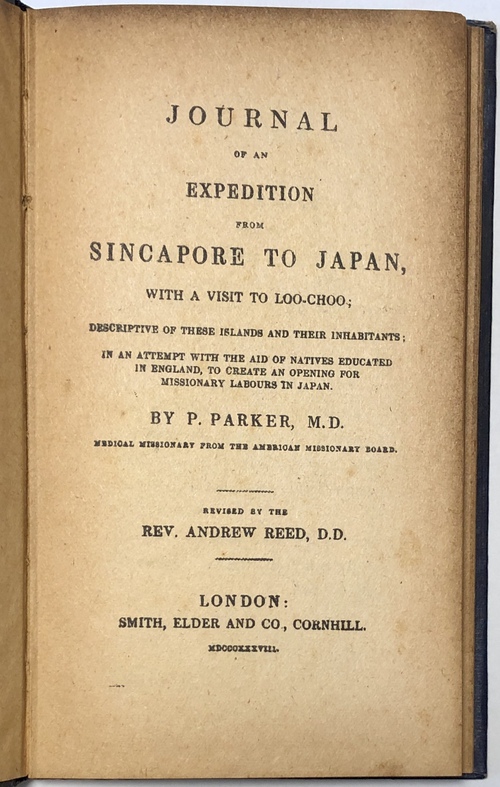 JOURNAL
OF AN
EXPEDITION
FROM
SINCAPORE TO JAPAN,
WITH A VISIT TO LOO-CHOO;
DESCRIPTIVE OF THESE ISLANDS AND THEIR INHABITANTS;
IN AN ATTEMPT WITH THE AID OF NATIVES EDUCATED
IN ENGLAND, TO CREATE AN OPENING FOR
MISSIONARY LABOURS IN JAPAN.
BY P. PARKER, M.D.
MEDICAL MISSIONARY FROM THE AMERICAN MISSIONARY BOARD.
REVISED BY THE
REV. ANDREW REED, D.D.
LONDON:
SMITH, ELDER AND CO., CORNHILL.
MDCCCXXXVIII.